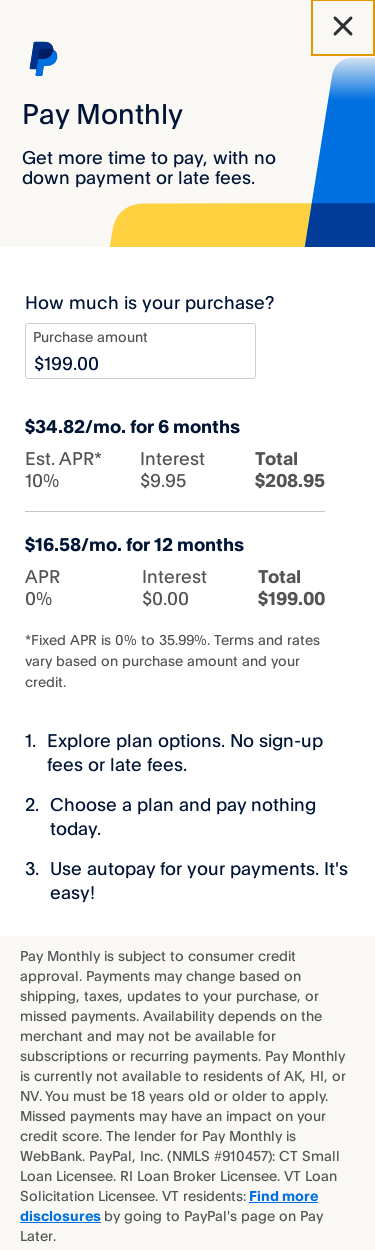 Pay Monthly
Get more time to pay, with no
down payment or late fees.
How much is your purchase?
Purchase amount
$199.00
$34.82/mo. for 6 months
Est. APR* Interest Total
10% $9.95 $208.95
$16.58/mo. for 12 months
APR Interest Total
0% $0.00 $199.00
*Fixed APR is 0% to 35.99%. Terms and rates
vary based on purchase amount and your
credit.
1. Explore plan options. No sign-up
fees or late fees.
2. Choose a plan and pay nothing
today.
3. Use autopay for your payments. It's
easy!
Pay Monthly is subject to consumer credit
approval. Payments may change based on
shipping, taxes, updates to your purchase, or
missed payments. Availability depends on the
merchant and may not be available for
subscriptions or recurring payments. Pay Monthly
is currently not available to residents of AK, HI, or
NV. You must be 18 years old or older to apply.
Missed payments may have an impact on your
credit score. The lender for Pay Monthly is
WebBank. PayPal, Inc. (NMLS #910457): CT Small
Loan Licensee. RI Loan Broker Licensee. VT Loan
Solicitation Licensee. VT residents: Find more
disclosures by going to PayPal's page on Pay
Later.